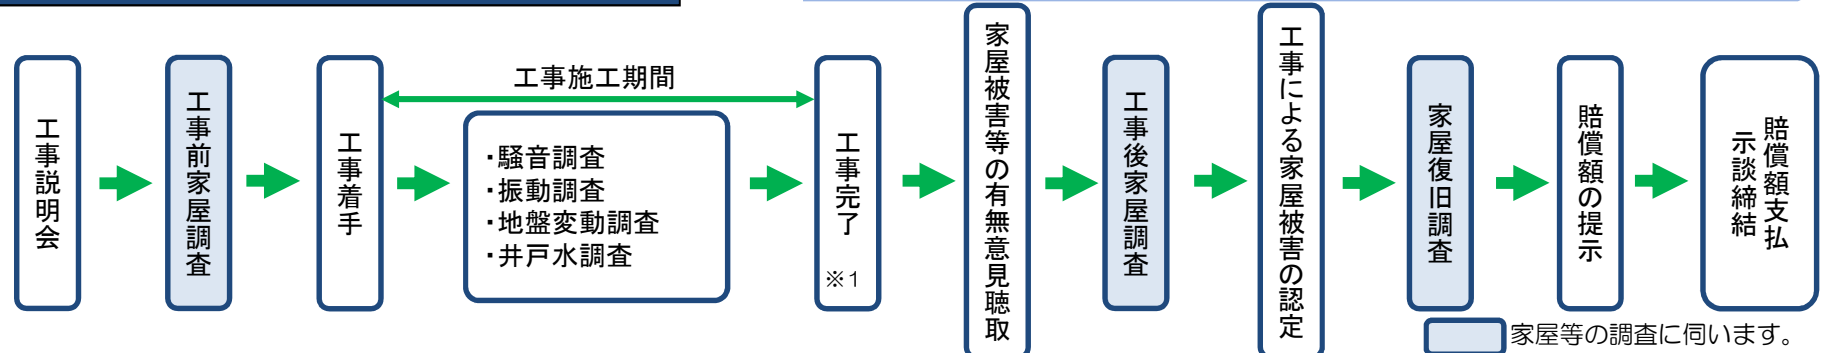 工事説明会
工事前家屋調査
工事着手
工事施工期間
・騒音調査
・振動調査
・地盤変動調査
・井戸水調査
工事完了
※1
家屋被害等の有無意見聴取
工事後家屋調査
工事による家屋被害の認定
家屋復旧調査
賠償額の提示
賠償額支払
示談締結
家屋等の調査に伺います。